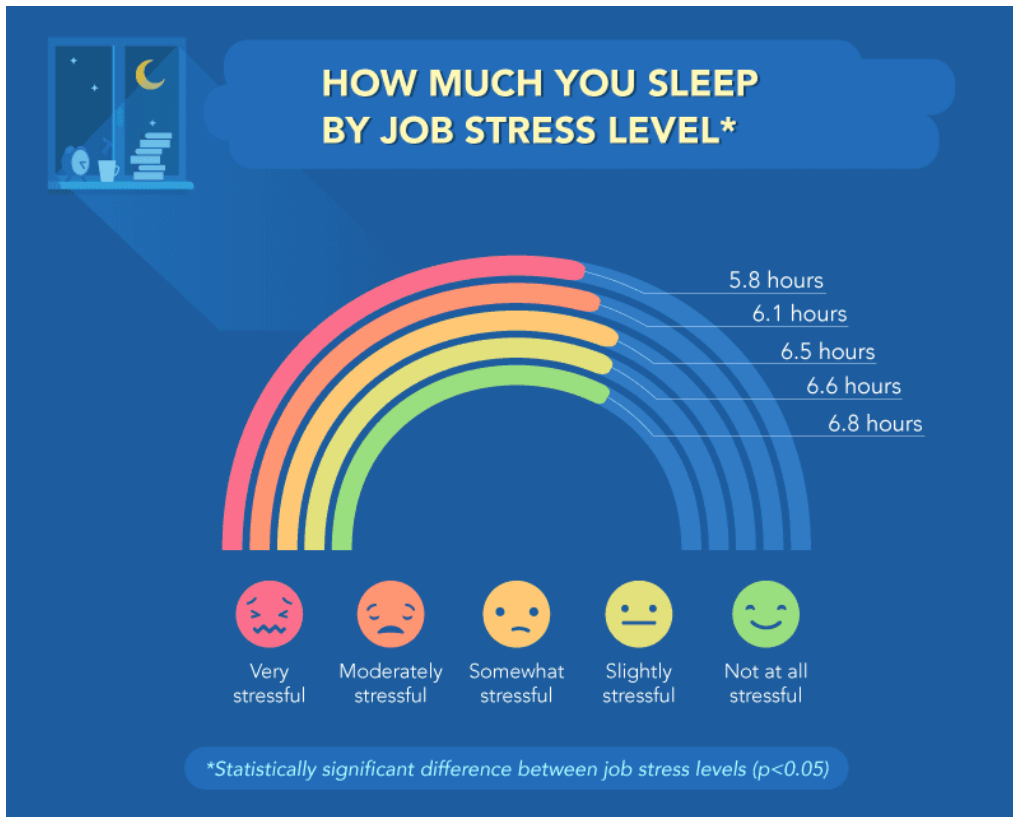 HOW MUCH YOU SLEEP
BY JOB STRESS LEVEL*
5.8 hours
6.1 hours
6.5 hours
6.6 hours
6.8 hours
Very
stressful
Moderately
stressful
Somewhat
stressful
Slightly
stressful
Not at all
stressful
*Statistically significant difference between job stress levels (p<0.05)